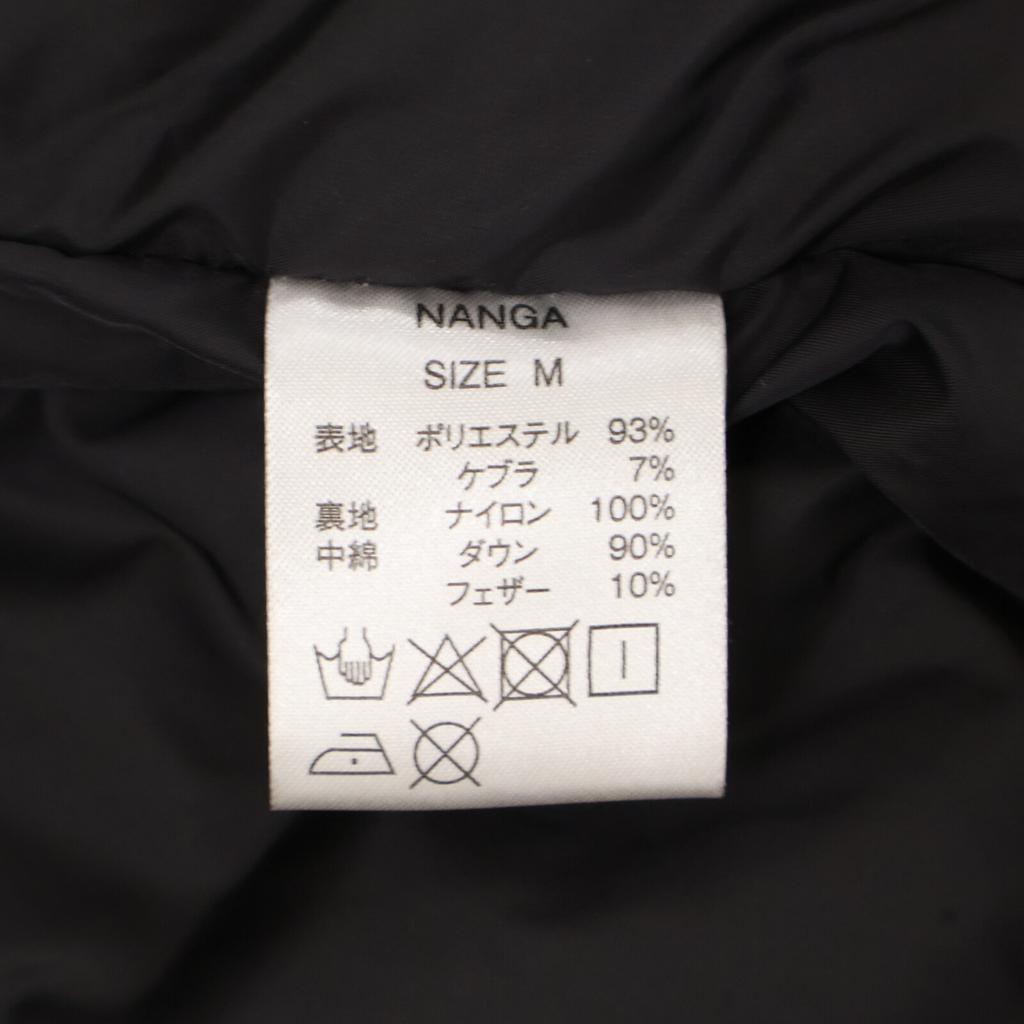 NANGA
SIZE M
表地 ポリエステル 93%
ケブラ 7%
裏地 ナイロン 100%
中綿 ダウン 90%
フェザー 10%